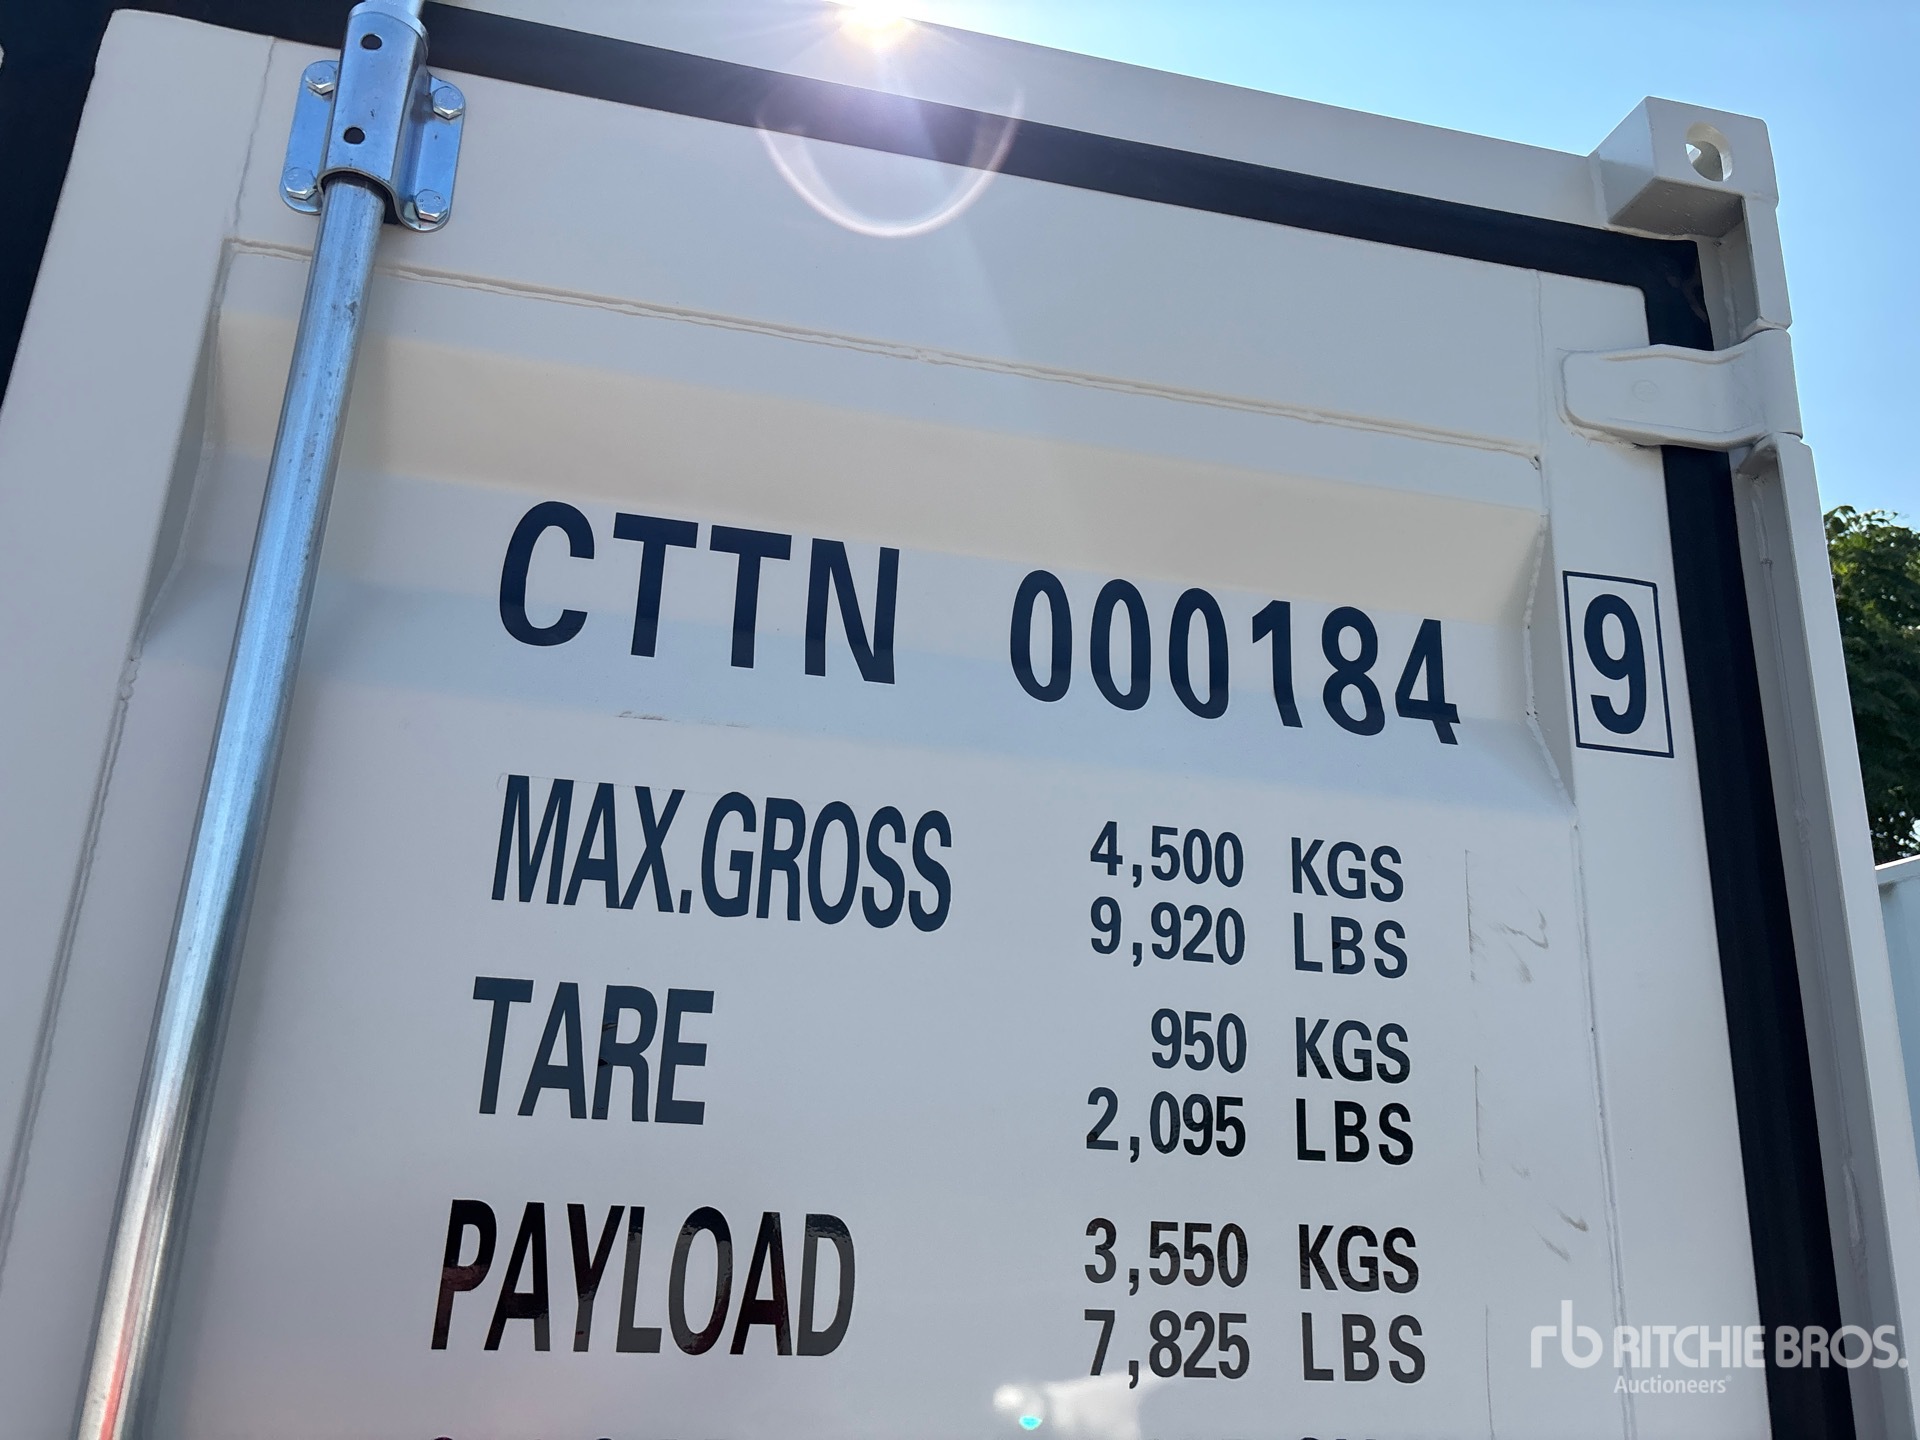 CTTN 000184 9
MAX.GROSS 4,500 KGS
9,920 LBS
TARE 950 KGS
2,095 LBS
PAYLOAD 3,550 KGS
7,825 LBS
rb RITCHIE BROS.
Auctioneers